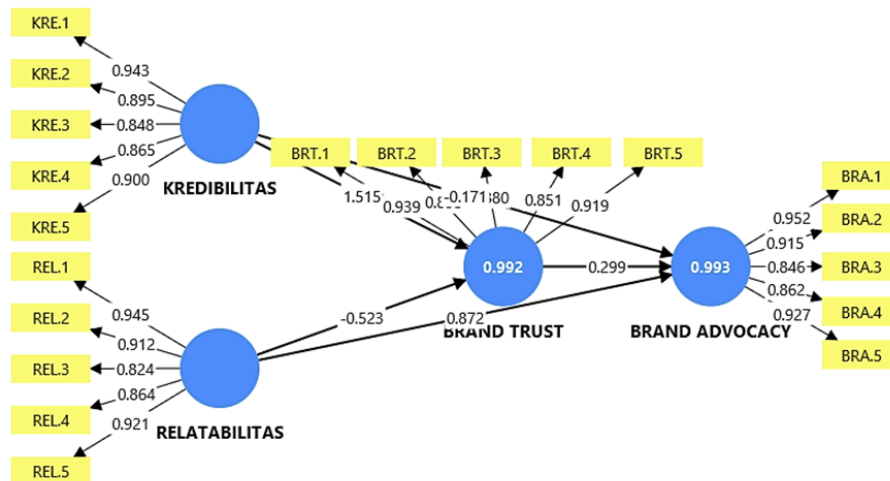 KRE.1
KRE.2
KRE.3
KRE.4
KRE.5
0.943
0.895
0.848
0.865
0.900
KREDIBILITAS
BRT.1
BRT.2
BRT.3
BRT.4
BRT.5
1.515
0.939
-0.171
0.851
0.919
REL.1
REL.2
REL.3
REL.4
REL.5
0.945
0.912
0.824
0.864
0.921
RELATABILITAS
-0.523
0.872
0.992
BRAND TRUST
0.299
0.993
BRAND ADVOCACY
BRA.1
BRA.2
BRA.3
BRA.4
BRA.5
0.952
0.915
0.846
0.862
0.927